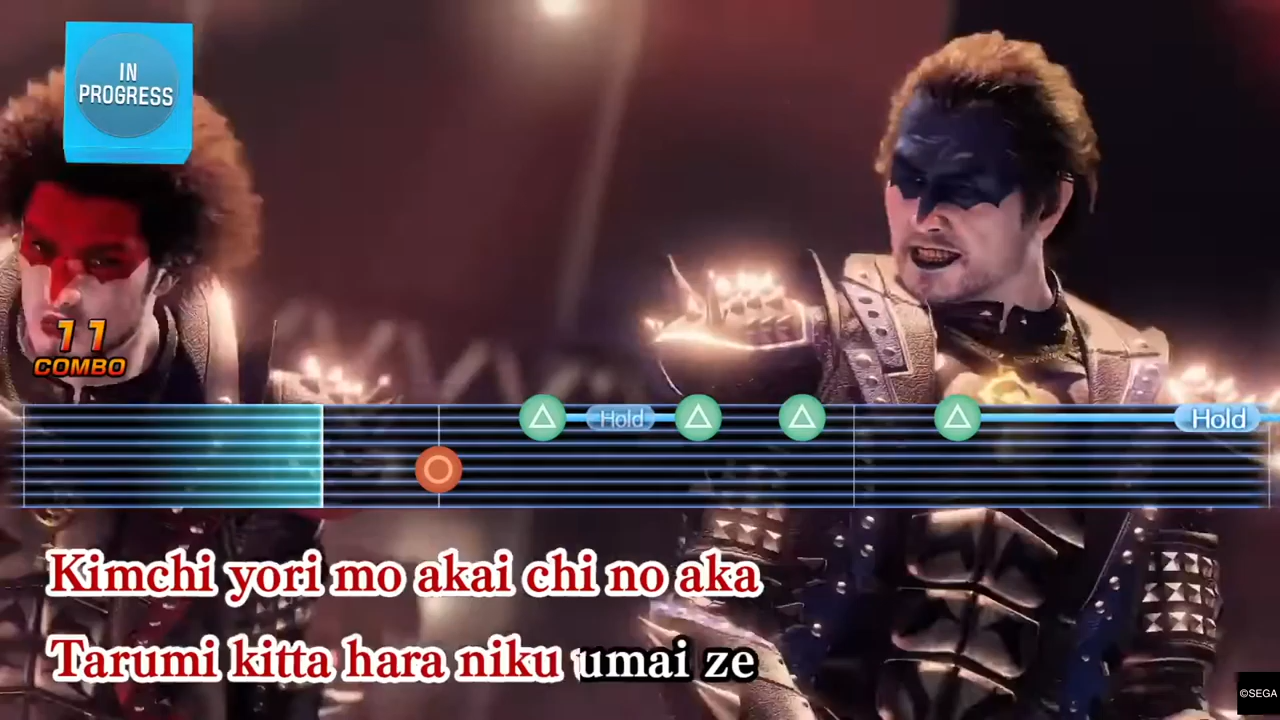 IN
PROGRESS
11
COMBO
Hold
Hold
Kimchi yori mo akai chi no aka
Tarumi kitta hara niku umai ze
©SEGA